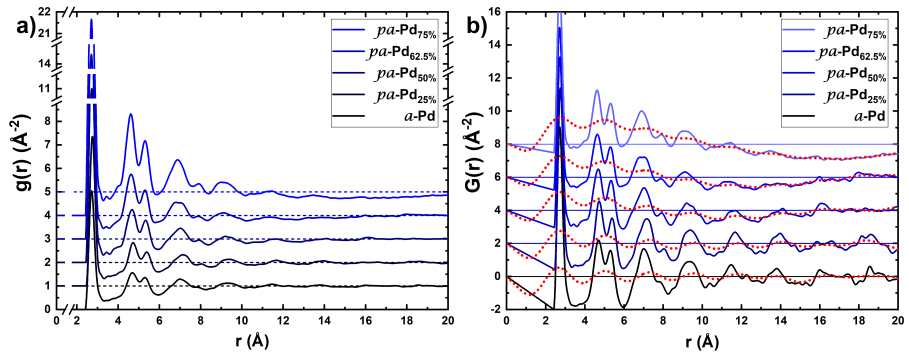 a)
22
21
14
11
8
7
6
5
4
3
2
1
0
0 2 4 6 8 10 12 14 16 18 20
g(r) (Å⁻²)
r (Å)
pa-Pd75%
pa-Pd62.5%
pa-Pd50%
pa-Pd25%
a-Pd
b)
16
14
12
10
8
6
4
2
0
-2
0 2 4 6 8 10 12 14 16 18 20
G(r) (Å⁻²)
r (Å)
pa-Pd75%
pa-Pd62.5%
pa-Pd50%
pa-Pd25%
a-Pd